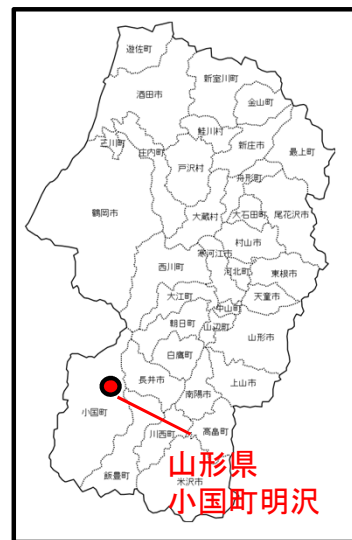 遊佐町
新室川町
酒田市
金山町
鮭川村
庄内町
新庄市
最上町
戸沢村
舟形町
鶴岡市
大蔵村
大石田町
尾花沢市
村山市
寒河江市
西川町
河北町
東根市
大江町
天童市
中山町
朝日町
山辺町
山形市
白鷹町
長井市
上山市
南陽市
小国町
川西町
高畠町
飯豊町
米沢市
山形県
小国町明沢